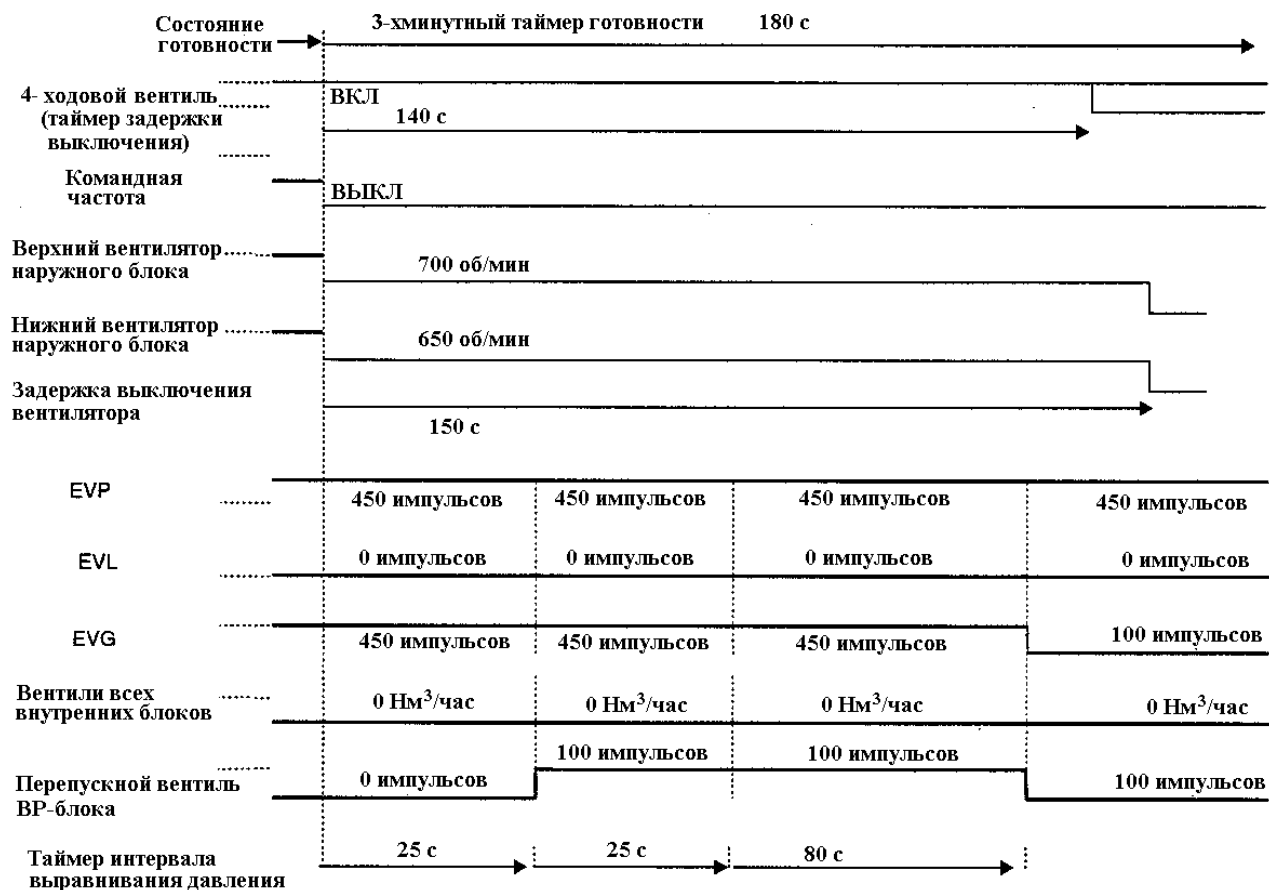 Состояние готовности
3-хминутный таймер готовности 180 с
4- ходовой вентиль
(таймер задержки
выключения)
ВКЛ
140 с
Командная
частота
ВЫКЛ
Верхний вентилятор
наружного блока
700 об/мин
Нижний вентилятор
наружного блока
650 об/мин
Задержка выключения
вентилятора
150 с
EVP
450 импульсов 450 импульсов 450 импульсов 450 импульсов
EVL
0 импульсов 0 импульсов 0 импульсов 0 импульсов
EVG
450 импульсов 450 импульсов 450 импульсов 100 импульсов
Вентили всех
внутренних блоков
0 Нм³/час 0 Нм³/час 0 Нм³/час 0 Нм³/час
Перепускной вентиль
ВР-блока
0 импульсов 100 импульсов 100 импульсов 100 импульсов
Таймер интервала
выравнивания давления
25 с 25 с 80 с